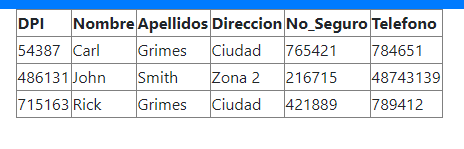 DPI Nombre Apellidos Direccion No_Seguro Telefono
54387 Carl Grimes Ciudad 765421 784651
486131 John Smith Zona 2 216715 48743139
715163 Rick Grimes Ciudad 421889 789412